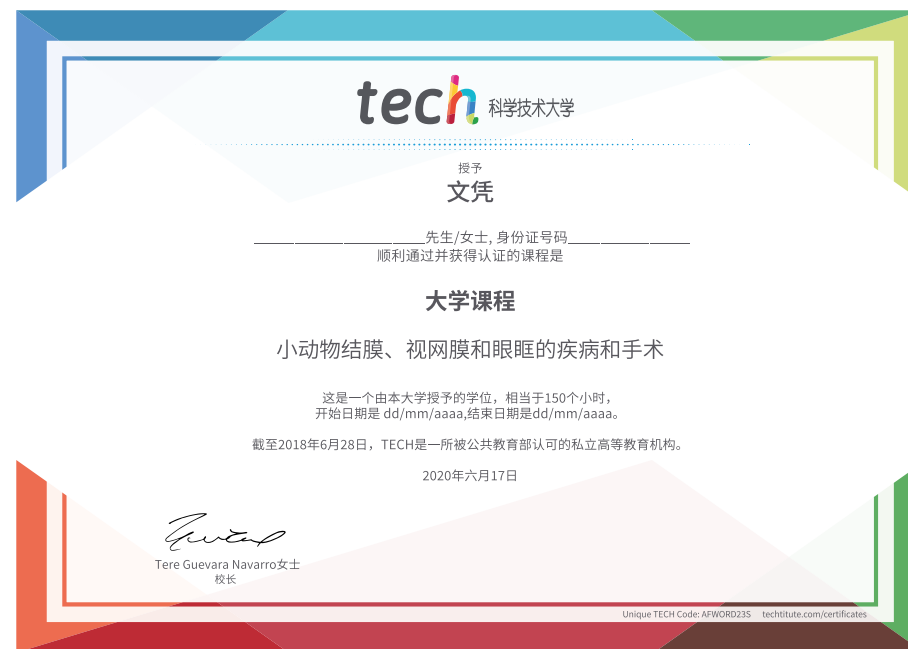 tech 科学技术大学
授予
文凭
______________________先生/女士, 身份证号码_______________
顺利通过并获得认证的课程是
大学课程
小动物结膜、视网膜和眼眶的疾病和手术
这是一个由本大学授予的学位，相当于150个小时，
开始日期是 dd/mm/aaaa,结束日期是dd/mm/aaaa。
截至2018年6月28日，TECH是一所被公共教育部认可的私立高等教育机构。
2020年六月17日
Tere Guevara Navarro女士
校长
Unique TECH Code: AFWORD23S techtitute.com/certificates